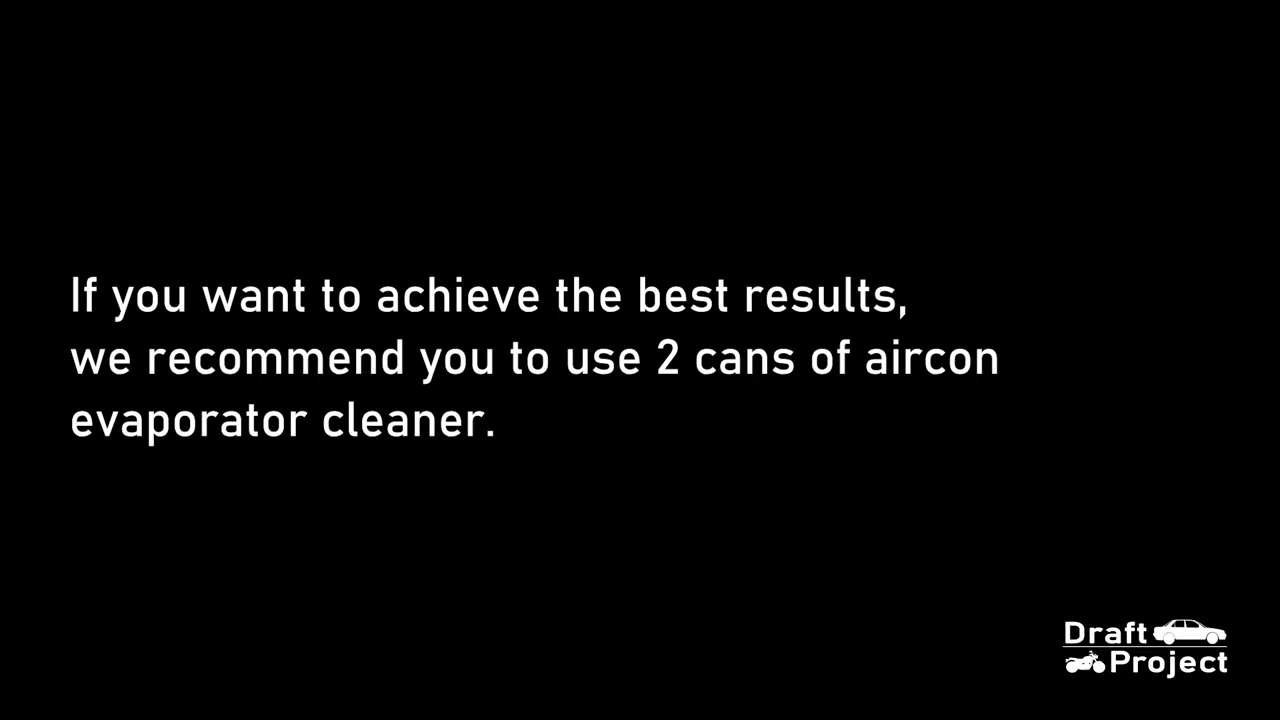 If you want to achieve the best results,
we recommend you to use 2 cans of aircon
evaporator cleaner.
Draft
Project